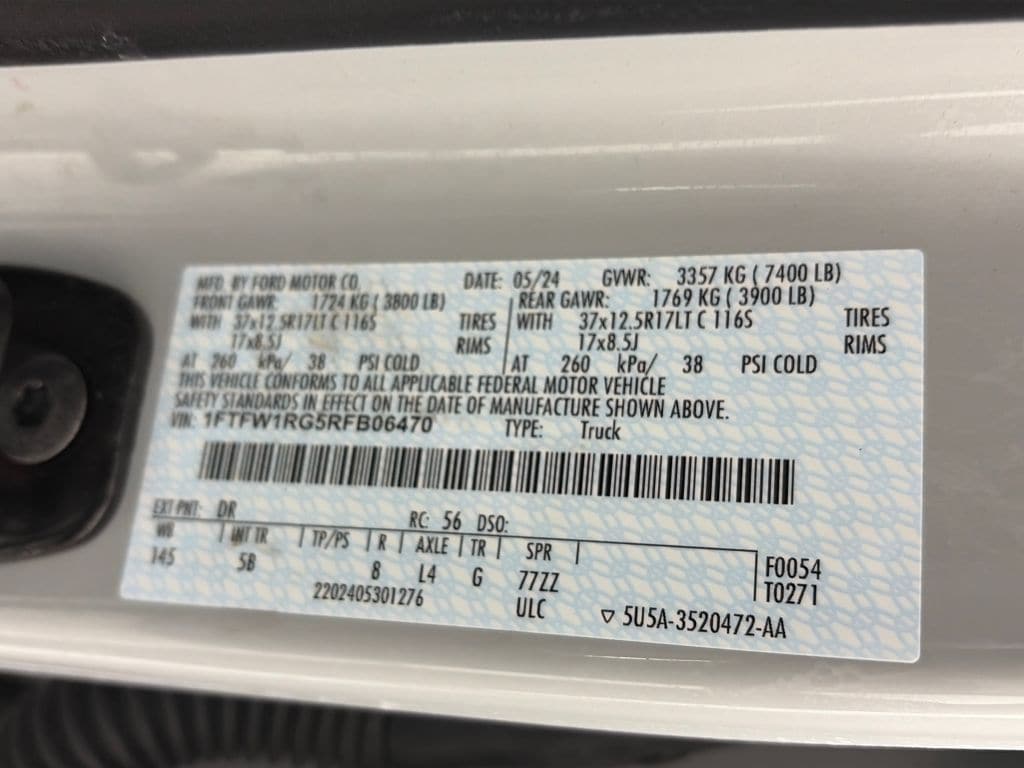 MFD. BY FORD MOTOR CO. DATE: 05/24 GVWR: 3357 KG ( 7400 LB)
FRONT GAWR: 1724 KG ( 3800 LB) REAR GAWR: 1769 KG ( 3900 LB)
WITH 37x12.5R17LT C 116S TIRES WITH 37x12.5R17LT C 116S TIRES
17x8.5J RIMS 17x8.5J RIMS
AT 260 kPa/ 38 PSI COLD AT 260 kPa/ 38 PSI COLD
THIS VEHICLE CONFORMS TO ALL APPLICABLE FEDERAL MOTOR VEHICLE
SAFETY STANDARDS IN EFFECT ON THE DATE OF MANUFACTURE SHOWN ABOVE.
VIN: 1FTFW1RG5RFB06470 TYPE: Truck
EXT PNT: DR RC: 56 DSO:
WB INT TR TP/PS R AXLE TR SPR F0054
145 5B 8 L4 G 77ZZ T0271
2202405301276 ULC ▽ 5U5A-3520472-AA